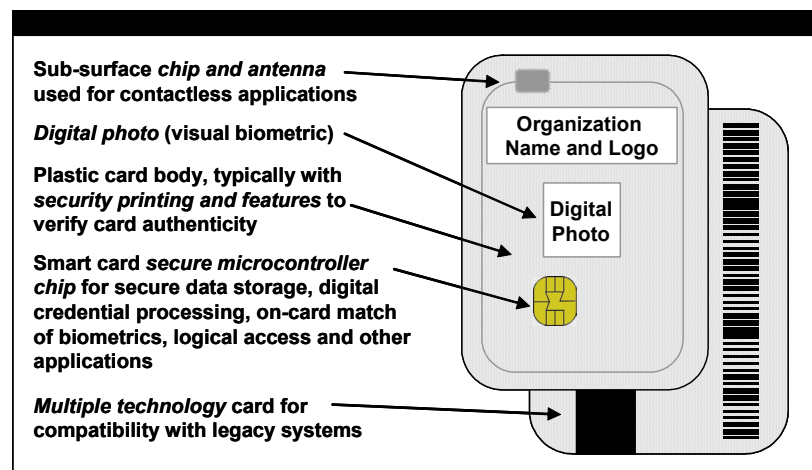 Sub-surface chip and antenna
used for contactless applications
Digital photo (visual biometric)
Plastic card body, typically with
security printing and features to
verify card authenticity
Smart card secure microcontroller
chip for secure data storage, digital
credential processing, on-card match
of biometrics, logical access and other
applications
Multiple technology card for
compatibility with legacy systems
Organization
Name and Logo
Digital
Photo